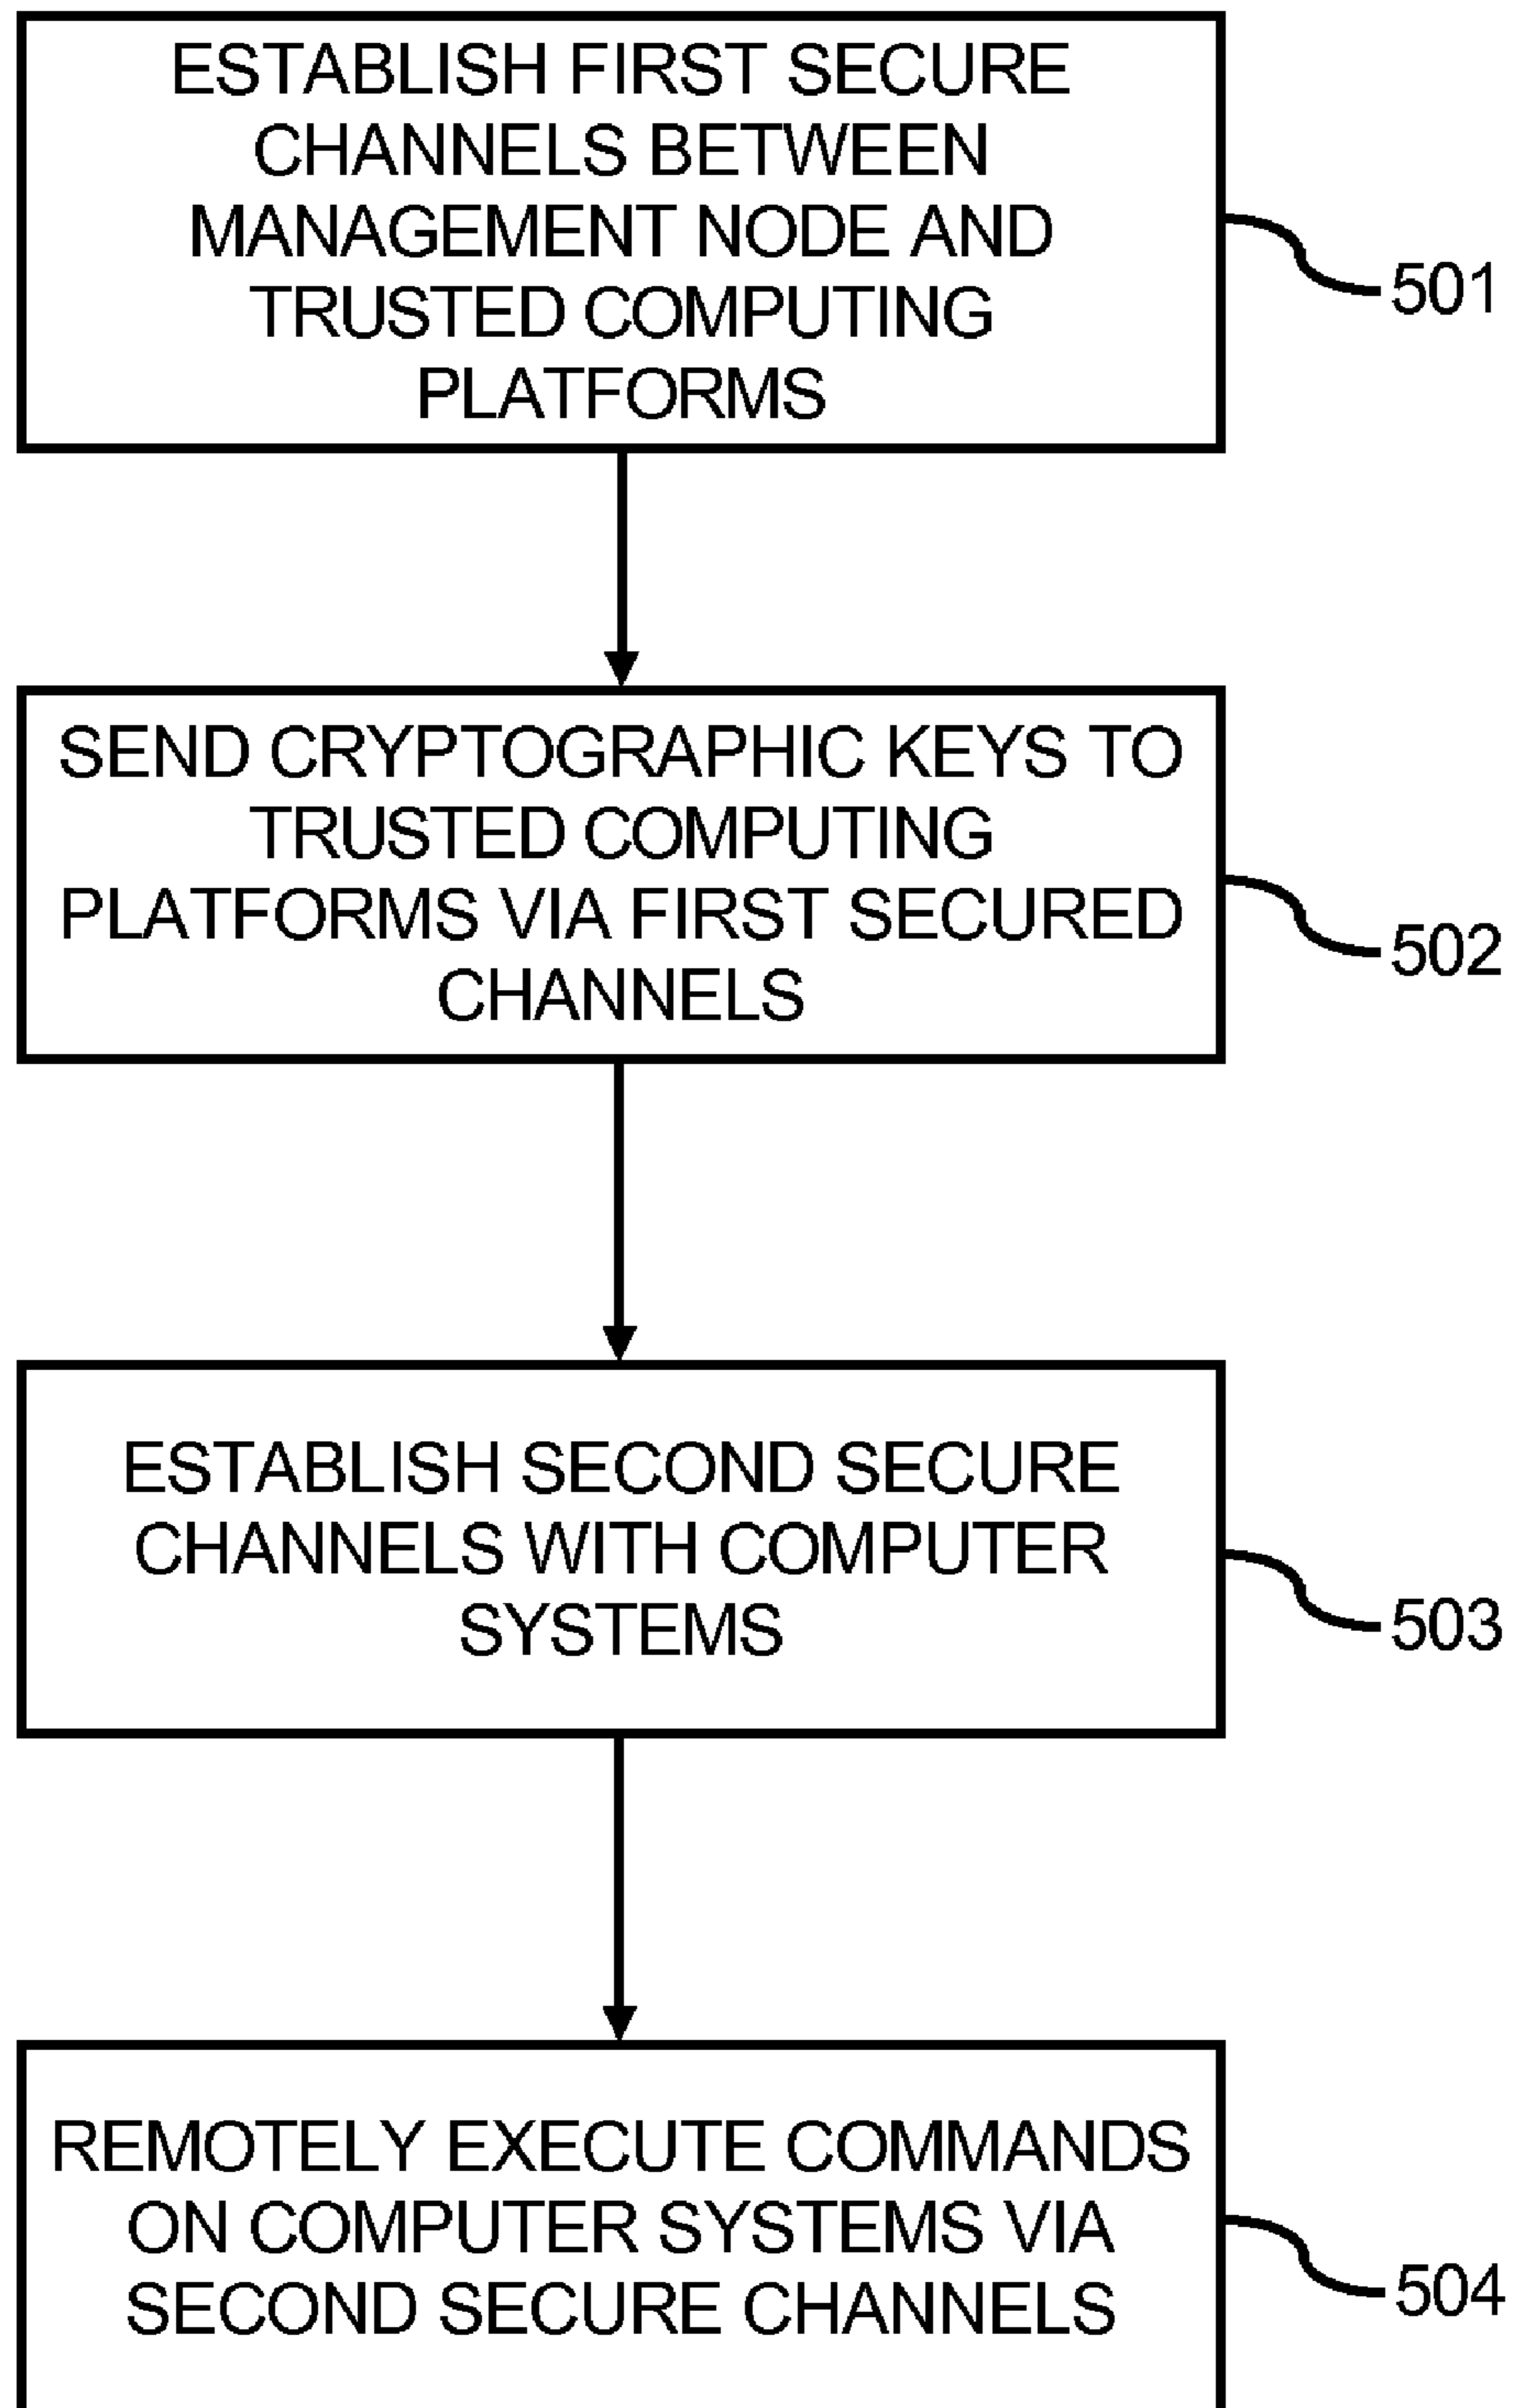 ESTABLISH FIRST SECURE
CHANNELS BETWEEN
MANAGEMENT NODE AND
TRUSTED COMPUTING
PLATFORMS
501
SEND CRYPTOGRAPHIC KEYS TO
TRUSTED COMPUTING
PLATFORMS VIA FIRST SECURED
CHANNELS
502
ESTABLISH SECOND SECURE
CHANNELS WITH COMPUTER
SYSTEMS
503
REMOTELY EXECUTE COMMANDS
ON COMPUTER SYSTEMS VIA
SECOND SECURE CHANNELS
504